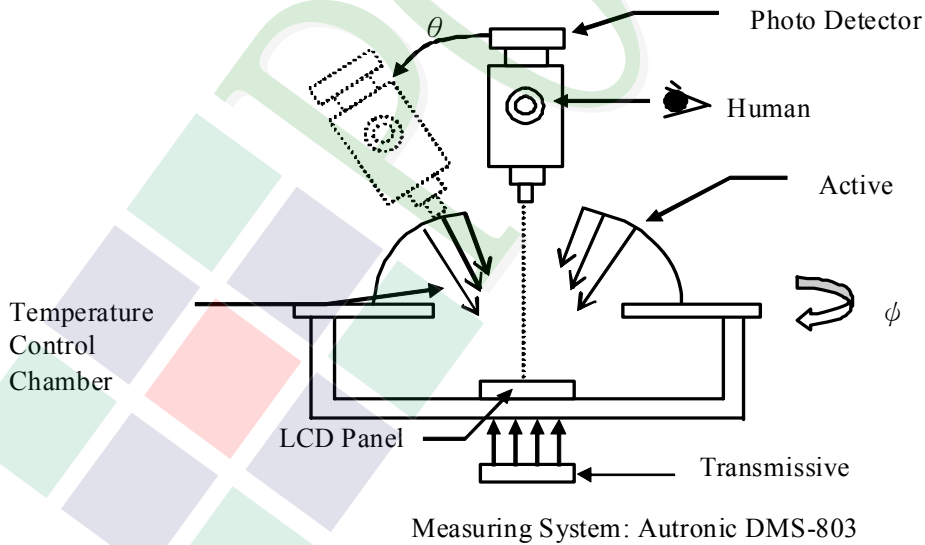 Photo Detector
θ
Human
Active
Temperature
Control
Chamber
ϕ
LCD Panel
Transmissive
Measuring System: Autronic DMS-803